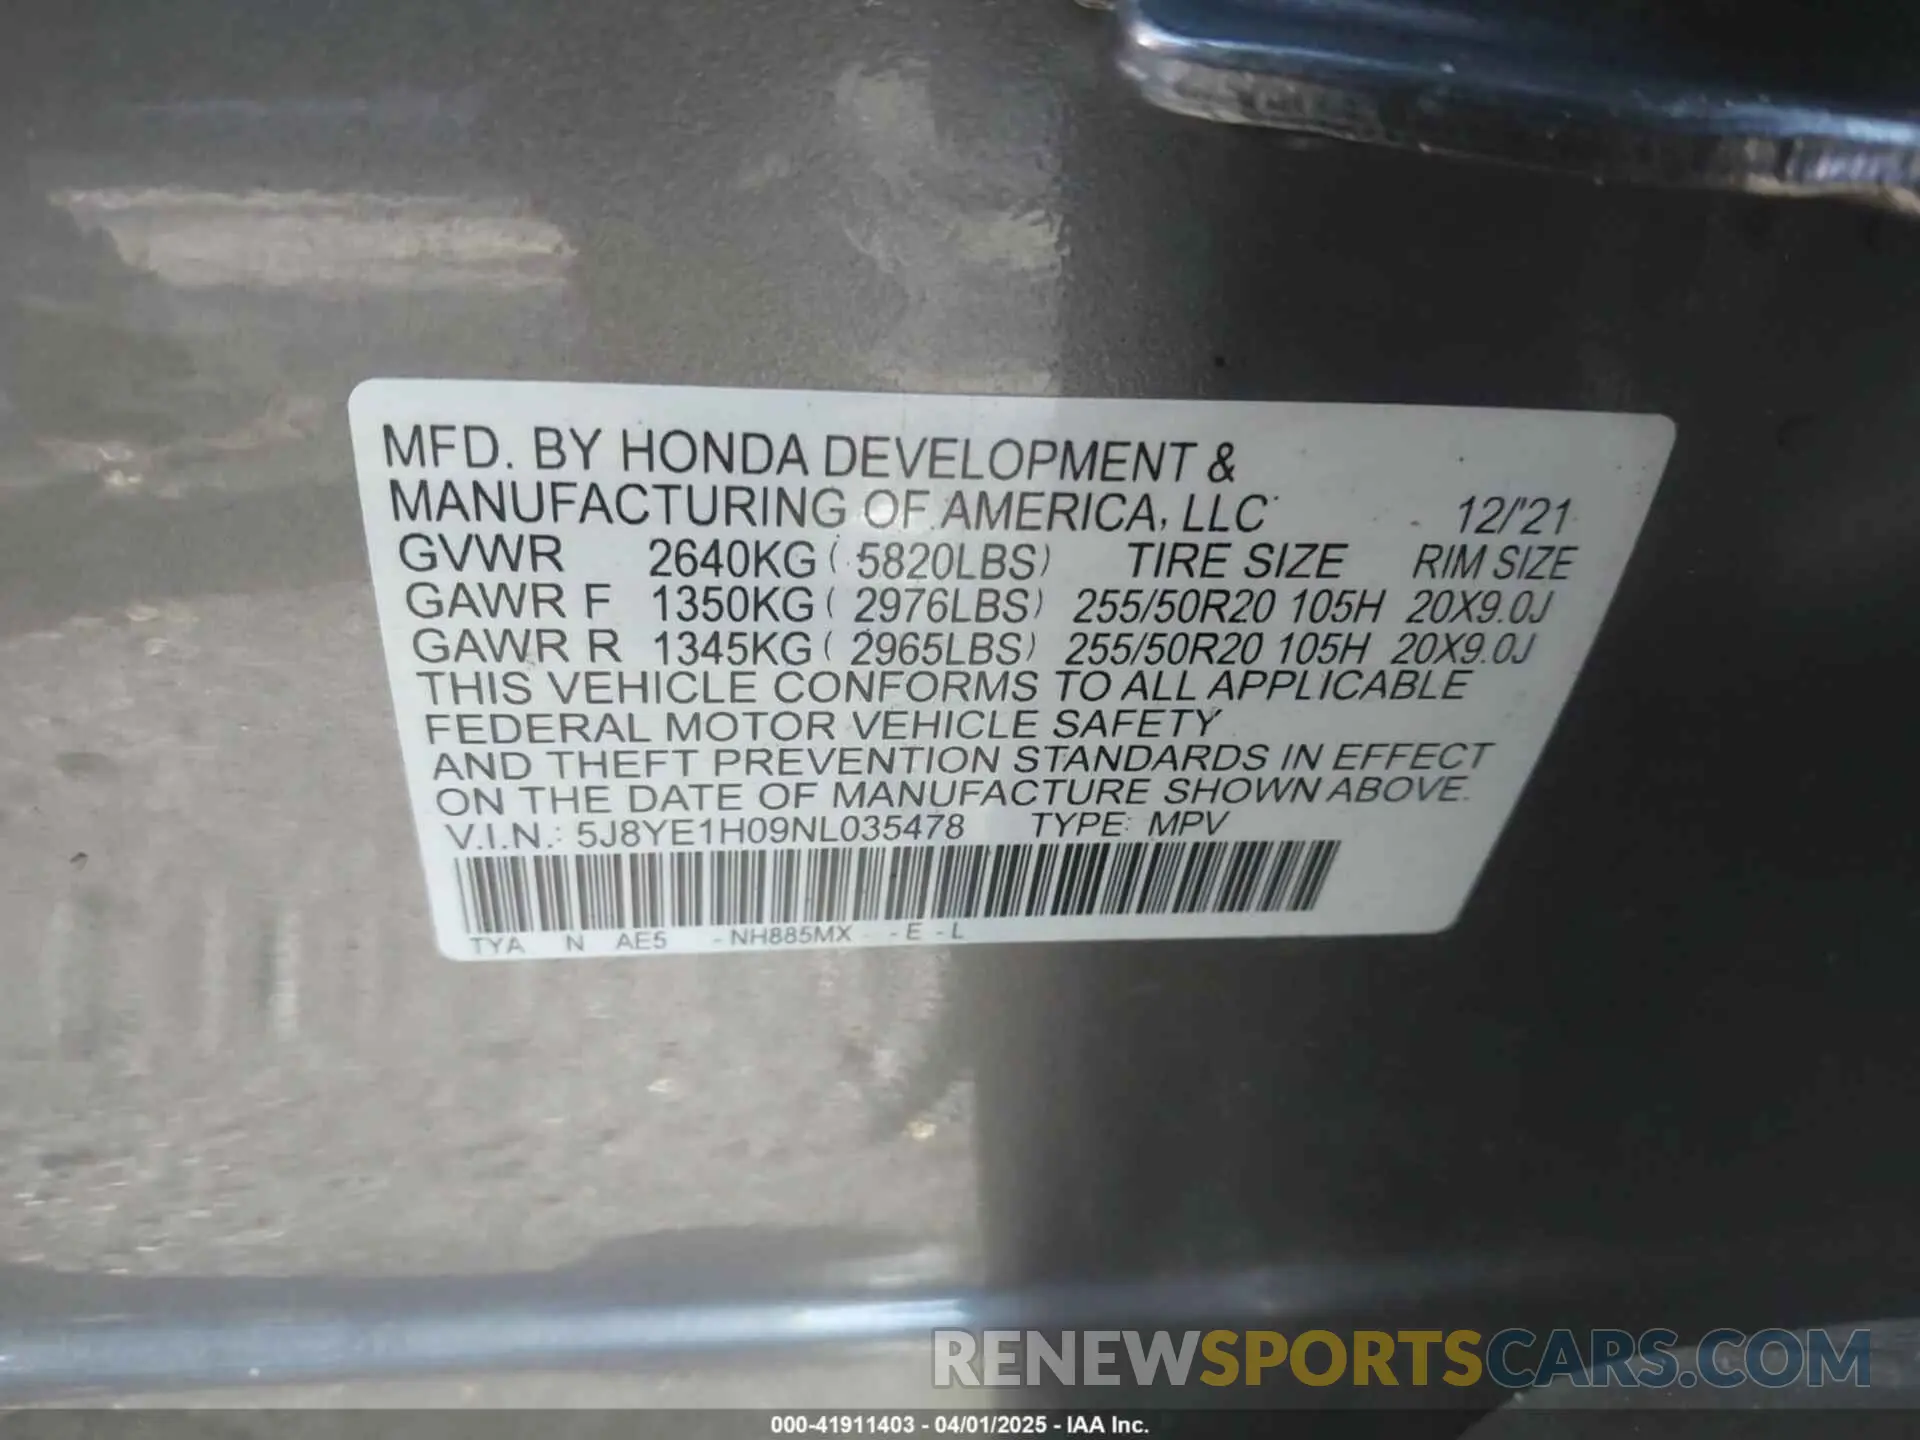 MFD. BY HONDA DEVELOPMENT &
MANUFACTURING OF AMERICA, LLC 12/'21
GVWR 2640KG ( 5820LBS) TIRE SIZE RIM SIZE
GAWR F 1350KG ( 2976LBS) 255/50R20 105H 20X9.0J
GAWR R 1345KG ( 2965LBS) 255/50R20 105H 20X9.0J
THIS VEHICLE CONFORMS TO ALL APPLICABLE
FEDERAL MOTOR VEHICLE SAFETY
AND THEFT PREVENTION STANDARDS IN EFFECT
ON THE DATE OF MANUFACTURE SHOWN ABOVE.
V.I.N.: 5J8YE1H09NL035478 TYPE: MPV
TYA N AE5 - NH885MX - - E - L
RENEWSPORTSCARS.COM
000-41911403 - 04/01/2025 - IAA Inc.